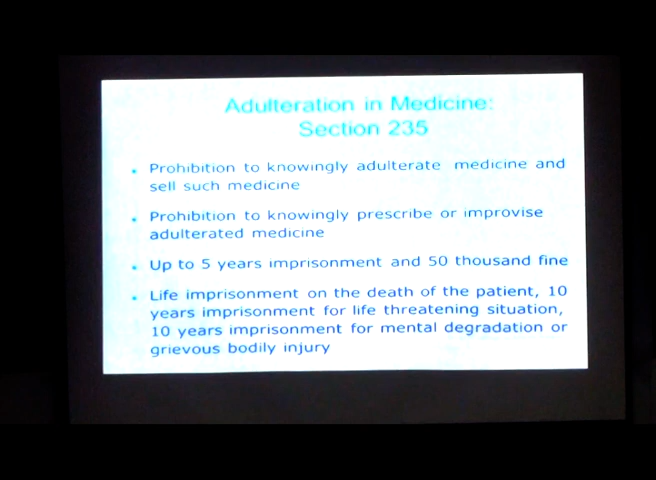 Adulteration in Medicine:
Section 235
• Prohibition to knowingly adulterate medicine and
sell such medicine
• Prohibition to knowingly prescribe or improvise
adulterated medicine
• Up to 5 years imprisonment and 50 thousand fine
• Life imprisonment on the death of the patient, 10
years imprisonment for life threatening situation,
10 years imprisonment for mental degradation or
grievous bodily injury